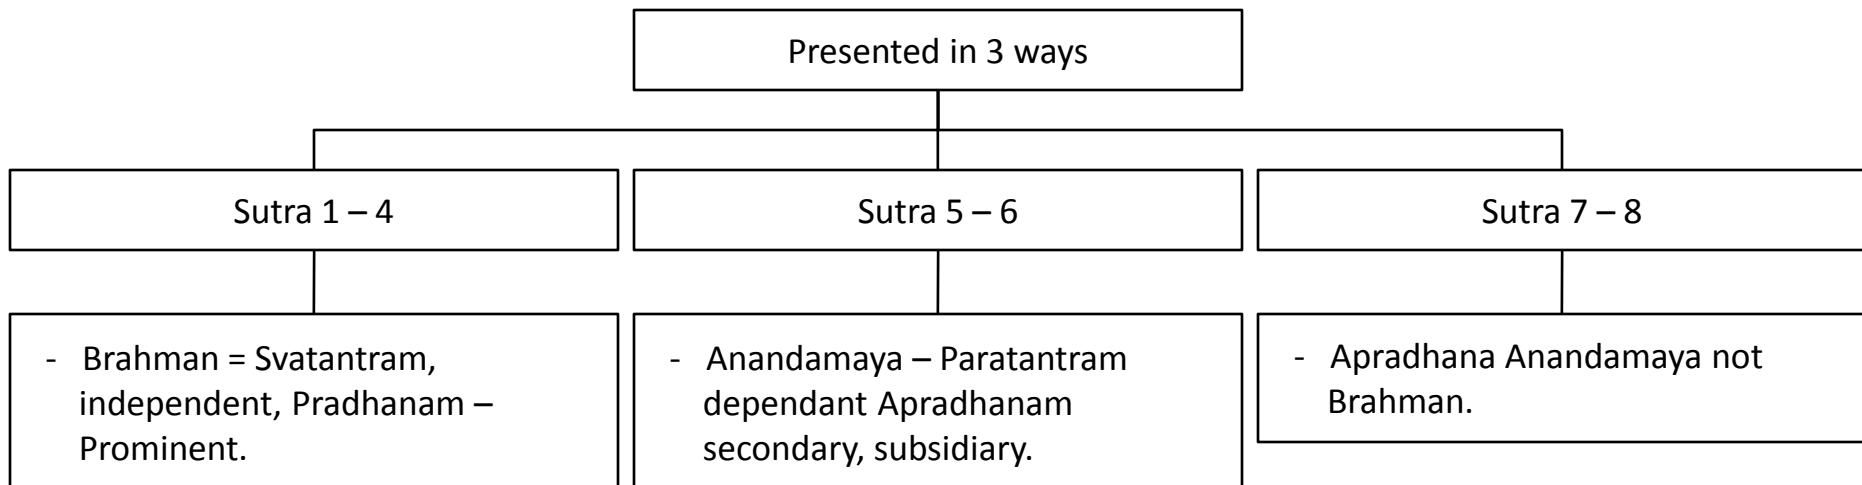 Presented in 3 ways
Sutra 1 – 4
Sutra 5 – 6
Sutra 7 – 8
- Brahman = Svatantram,
independent, Pradhanam –
Prominent.
- Anandamaya – Paratantram
dependant Apradhanam
secondary, subsidiary.
- Apradhana Anandamaya not
Brahman.